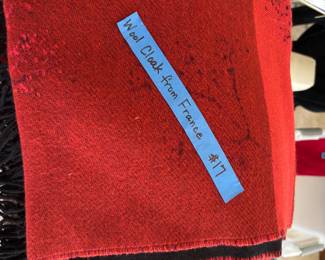 Wool Cloak from France #17